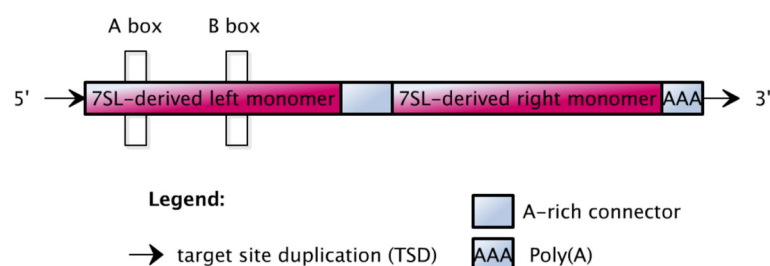 A box B box
5' 7SL-derived left monomer 7SL-derived right monomer AAA 3'
Legend:
A-rich connector
target site duplication (TSD) AAA Poly(A)